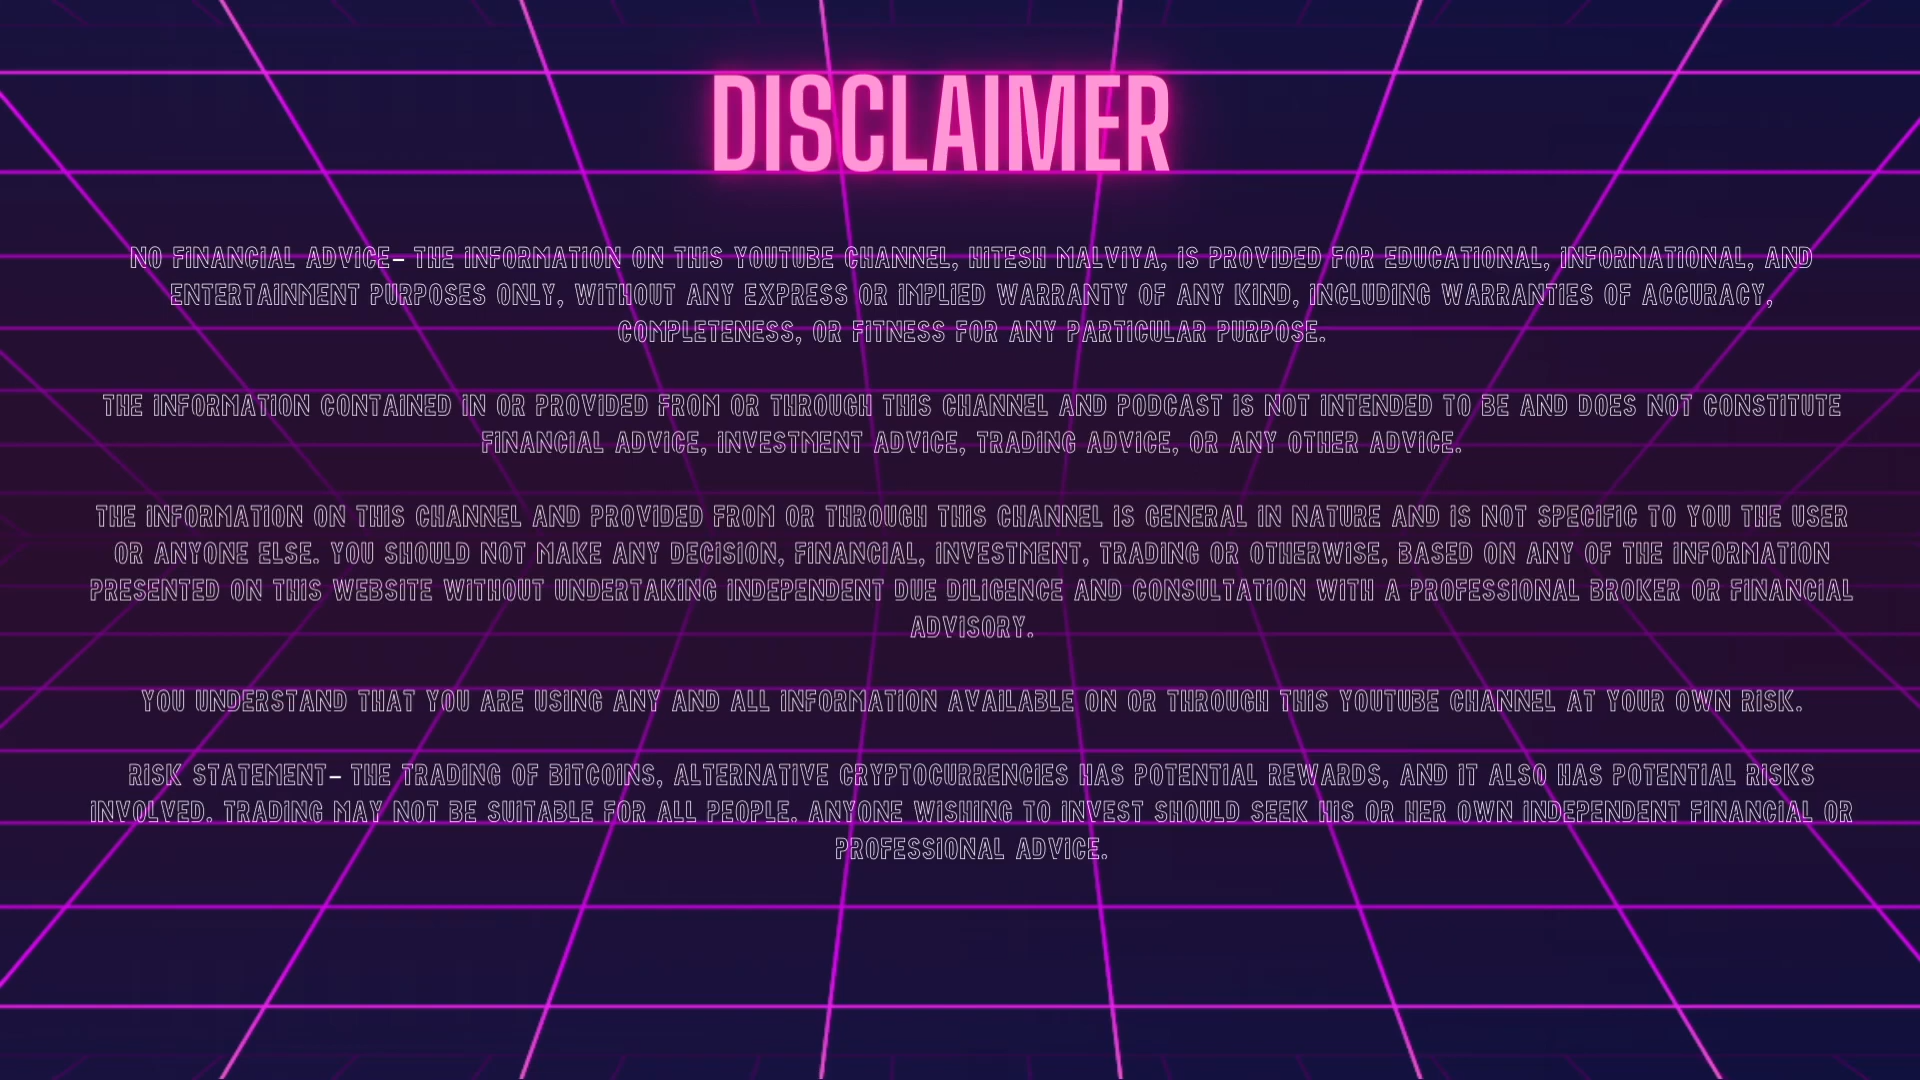 DISCLAIMER
NO FINANCIAL ADVICE- THE INFORMATION ON THIS YOUTUBE CHANNEL, HITESH MALVIYA, IS PROVIDED FOR EDUCATIONAL, INFORMATIONAL, AND
ENTERTAINMENT PURPOSES ONLY, WITHOUT ANY EXPRESS OR IMPLIED WARRANTY OF ANY KIND, INCLUDING WARRANTIES OF ACCURACY,
COMPLETENESS, OR FITNESS FOR ANY PARTICULAR PURPOSE.
THE INFORMATION CONTAINED IN OR PROVIDED FROM OR THROUGH THIS CHANNEL AND PODCAST IS NOT INTENDED TO BE AND DOES NOT CONSTITUTE
FINANCIAL ADVICE, INVESTMENT ADVICE, TRADING ADVICE, OR ANY OTHER ADVICE.
THE INFORMATION ON THIS CHANNEL AND PROVIDED FROM OR THROUGH THIS CHANNEL IS GENERAL IN NATURE AND IS NOT SPECIFIC TO YOU THE USER
OR ANYONE ELSE. YOU SHOULD NOT MAKE ANY DECISION, FINANCIAL, INVESTMENT, TRADING OR OTHERWISE, BASED ON ANY OF THE INFORMATION
PRESENTED ON THIS WEBSITE WITHOUT UNDERTAKING INDEPENDENT DUE DILIGENCE AND CONSULTATION WITH A PROFESSIONAL BROKER OR FINANCIAL
ADVISORY.
YOU UNDERSTAND THAT YOU ARE USING ANY AND ALL INFORMATION AVAILABLE ON OR THROUGH THIS YOUTUBE CHANNEL AT YOUR OWN RISK.
RISK STATEMENT- THE TRADING OF BITCOINS, ALTERNATIVE CRYPTOCURRENCIES HAS POTENTIAL REWARDS, AND IT ALSO HAS POTENTIAL RISKS
INVOLVED. TRADING MAY NOT BE SUITABLE FOR ALL PEOPLE. ANYONE WISHING TO INVEST SHOULD SEEK HIS OR HER OWN INDEPENDENT FINANCIAL OR
PROFESSIONAL ADVICE.